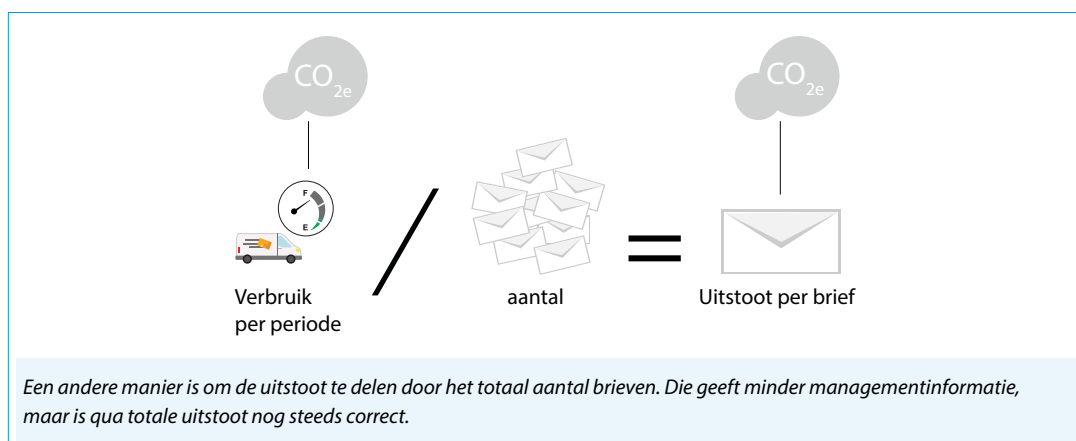 CO2e
CO2e
F
E
/
=
Verbruik
per periode
aantal
Uitstoot per brief
Een andere manier is om de uitstoot te delen door het totaal aantal brieven. Die geeft minder managementinformatie,
maar is qua totale uitstoot nog steeds correct.